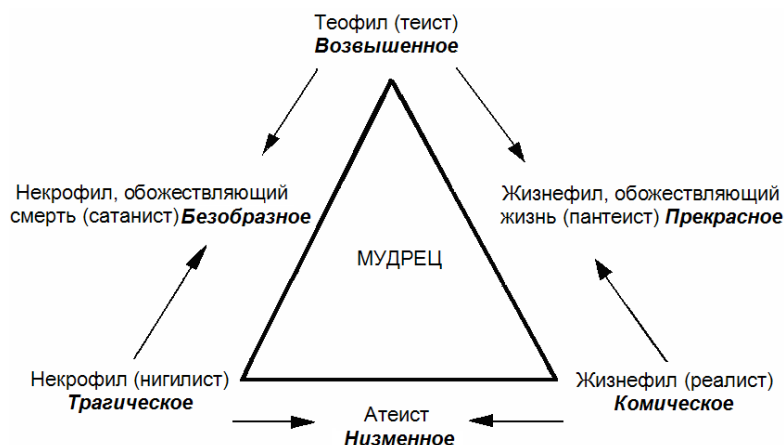 Теофил (теист)
Возвышенное
Некрофил, обожествляющий
смерть (сатанист) Безобразное
Жизнефил, обожествляющий
жизнь (пантеист) Прекрасное
МУДРЕЦ
Некрофил (нигилист)
Трагическое
Жизнефил (реалист)
Комическое
Атеист
Низменное